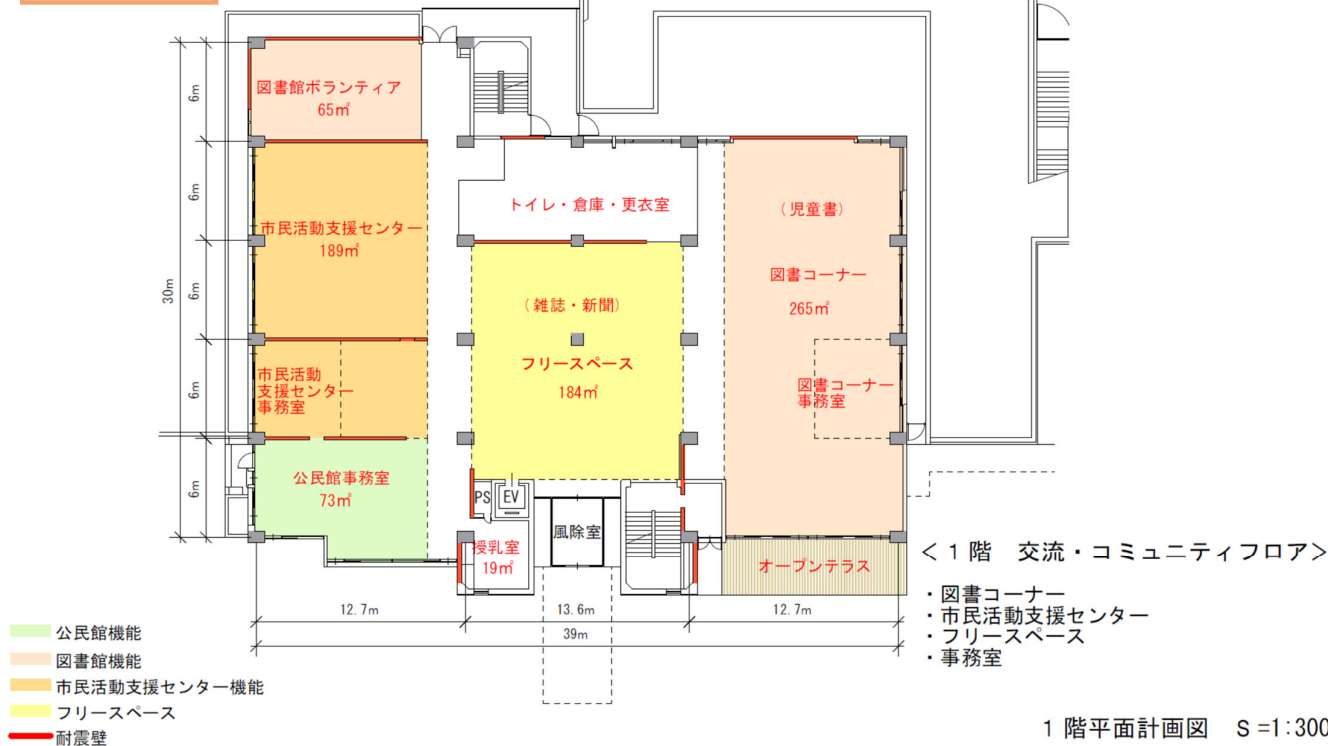 図書館ボランティア
65㎡
市民活動支援センター
189㎡
市民活動
支援センター
事務室
公民館事務室
73㎡
トイレ・倉庫・更衣室
(雑誌・新聞)
フリースペース
184㎡
(児童書)
図書コーナー
265㎡
図書コーナー
事務室
PS
EV
風除室
授乳室
19㎡
オープンテラス
6m
6m
6m
6m
6m
30m
12.7m
13.6m
12.7m
39m
公民館機能
図書館機能
市民活動支援センター機能
フリースペース
耐震壁
<1階 交流・コミュニティフロア>
・図書コーナー
・市民活動支援センター
・フリースペース
・事務室
1階平面計画図 S=1:300